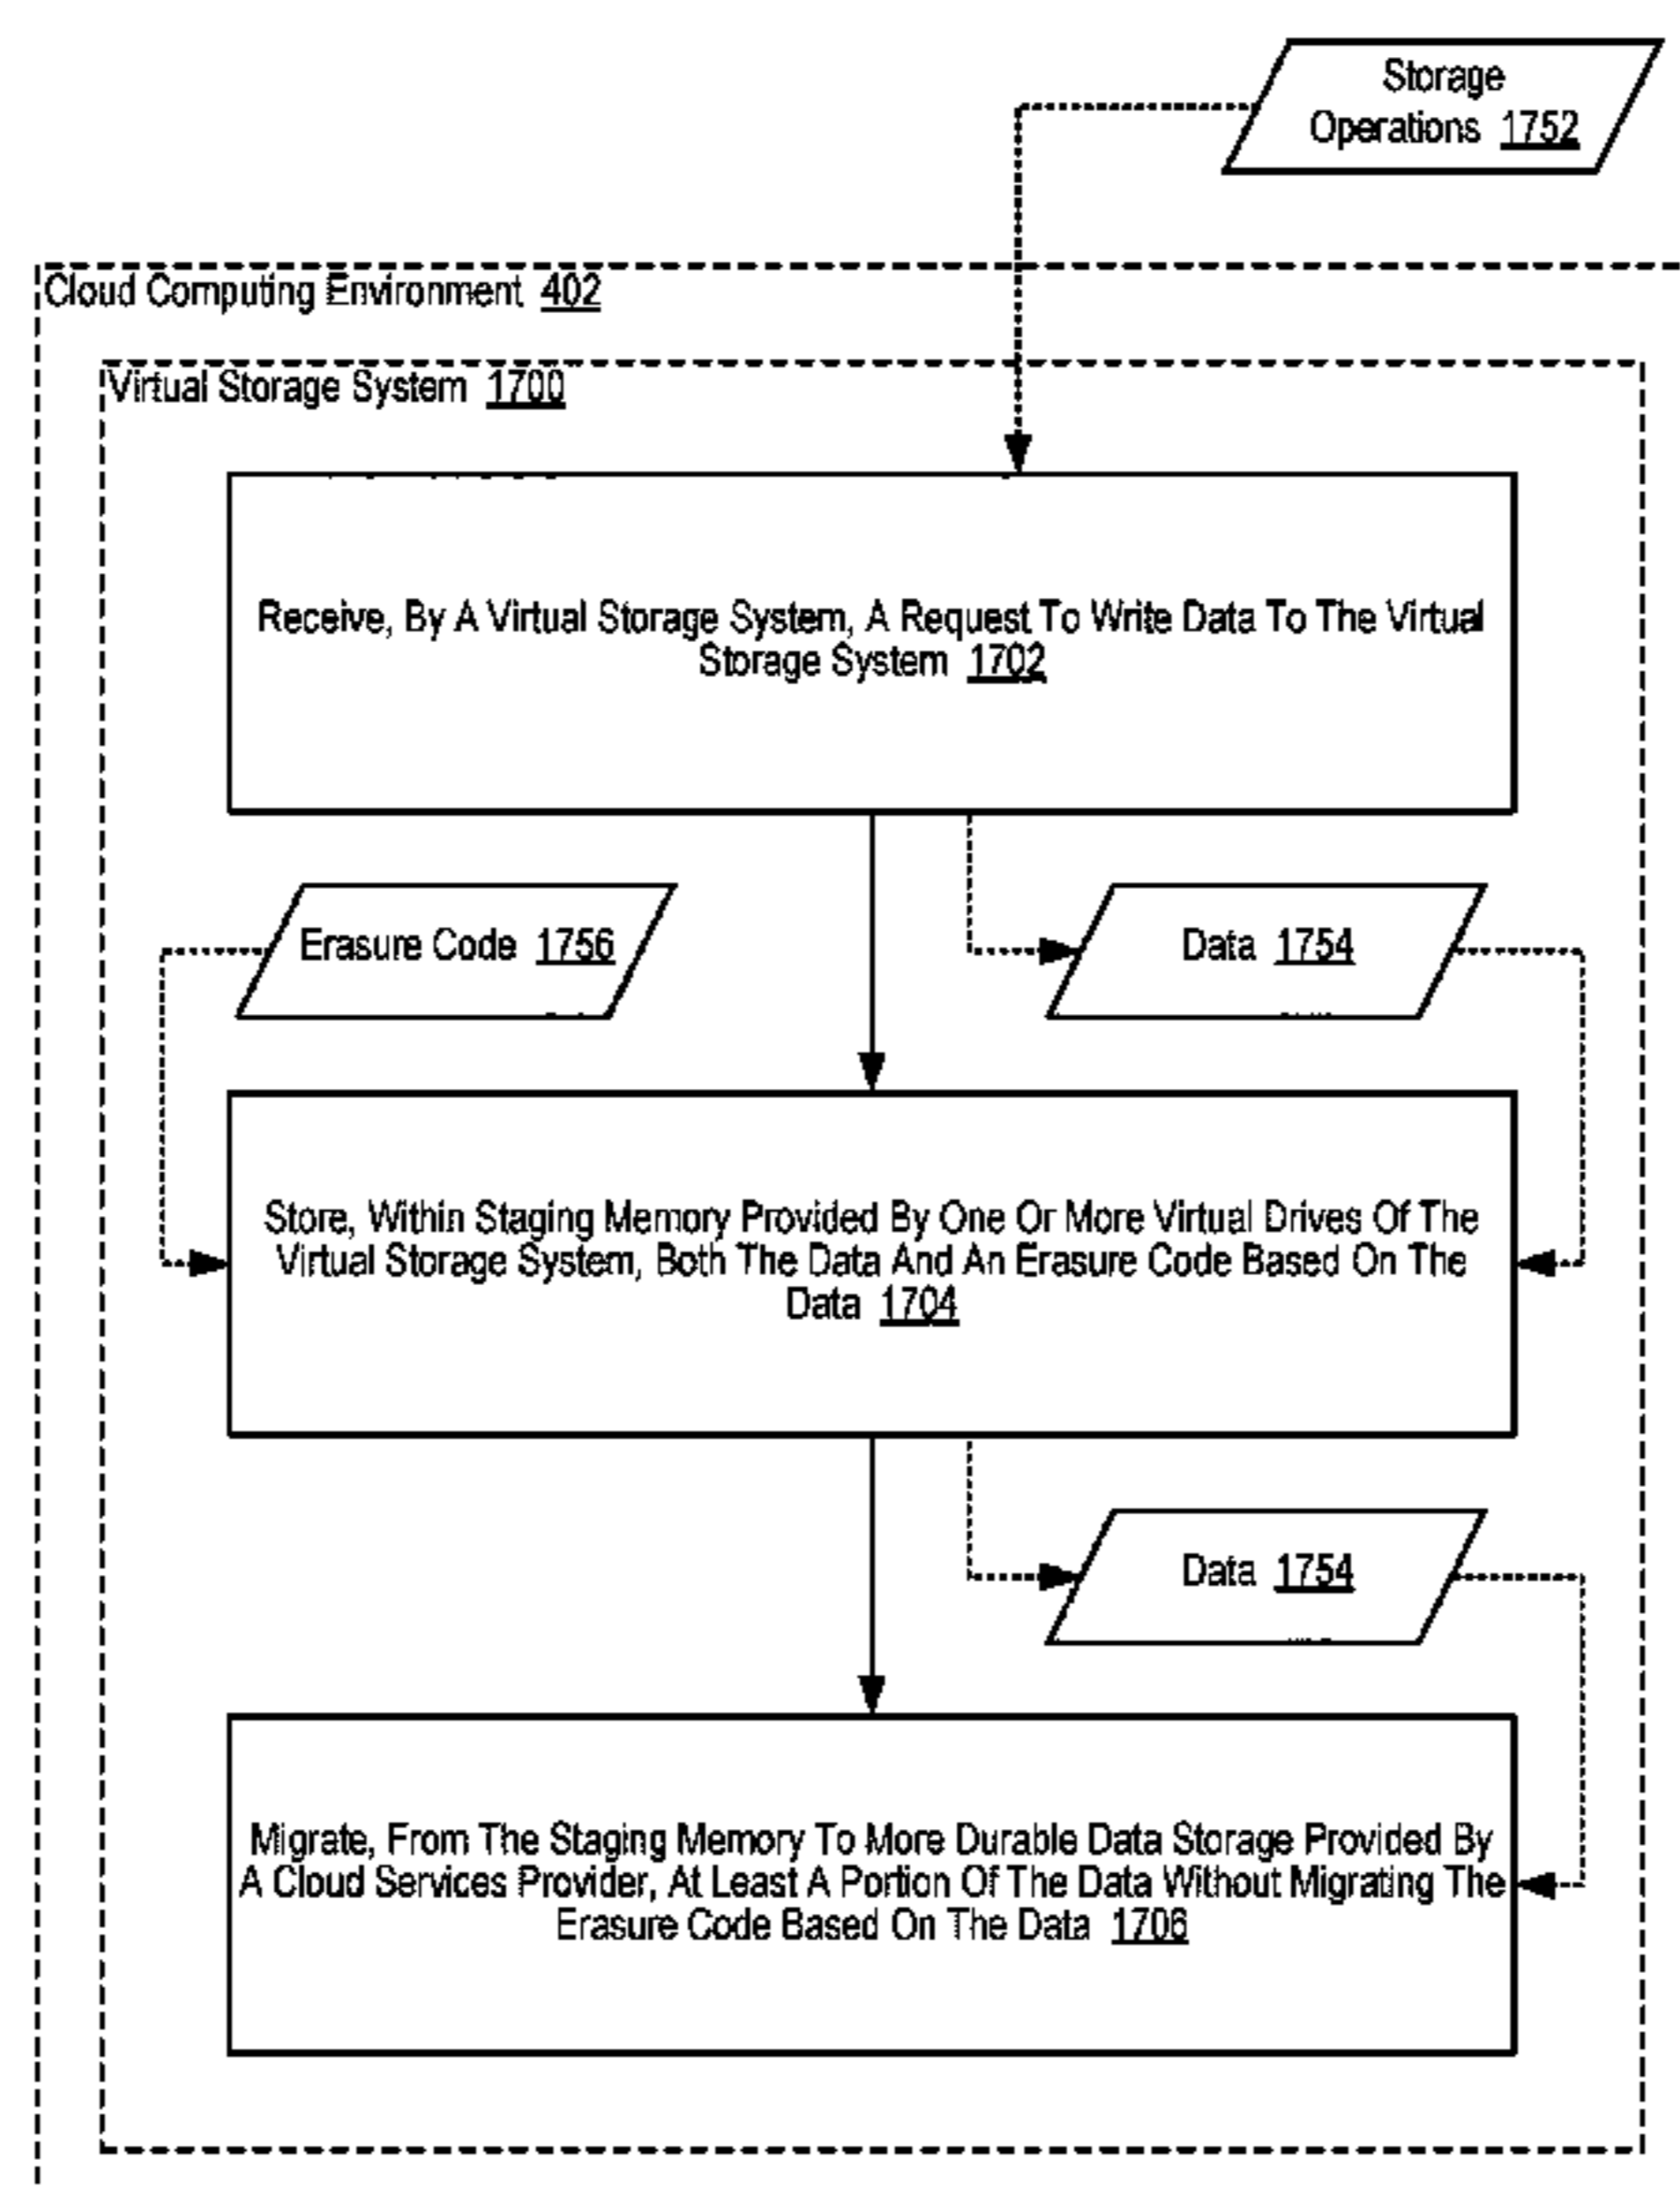 Storage
Operations 1752
Cloud Computing Environment 402
Virtual Storage System 1700
Receive, By A Virtual Storage System, A Request To Write Data To The Virtual
Storage System 1702
Erasure Code 1756
Data 1754
Store, Within Staging Memory Provided By One Or More Virtual Drives Of The
Virtual Storage System, Both The Data And An Erasure Code Based On The
Data 1704
Data 1754
Migrate, From The Staging Memory To More Durable Data Storage Provided By
A Cloud Services Provider, At Least A Portion Of The Data Without Migrating The
Erasure Code Based On The Data 1706